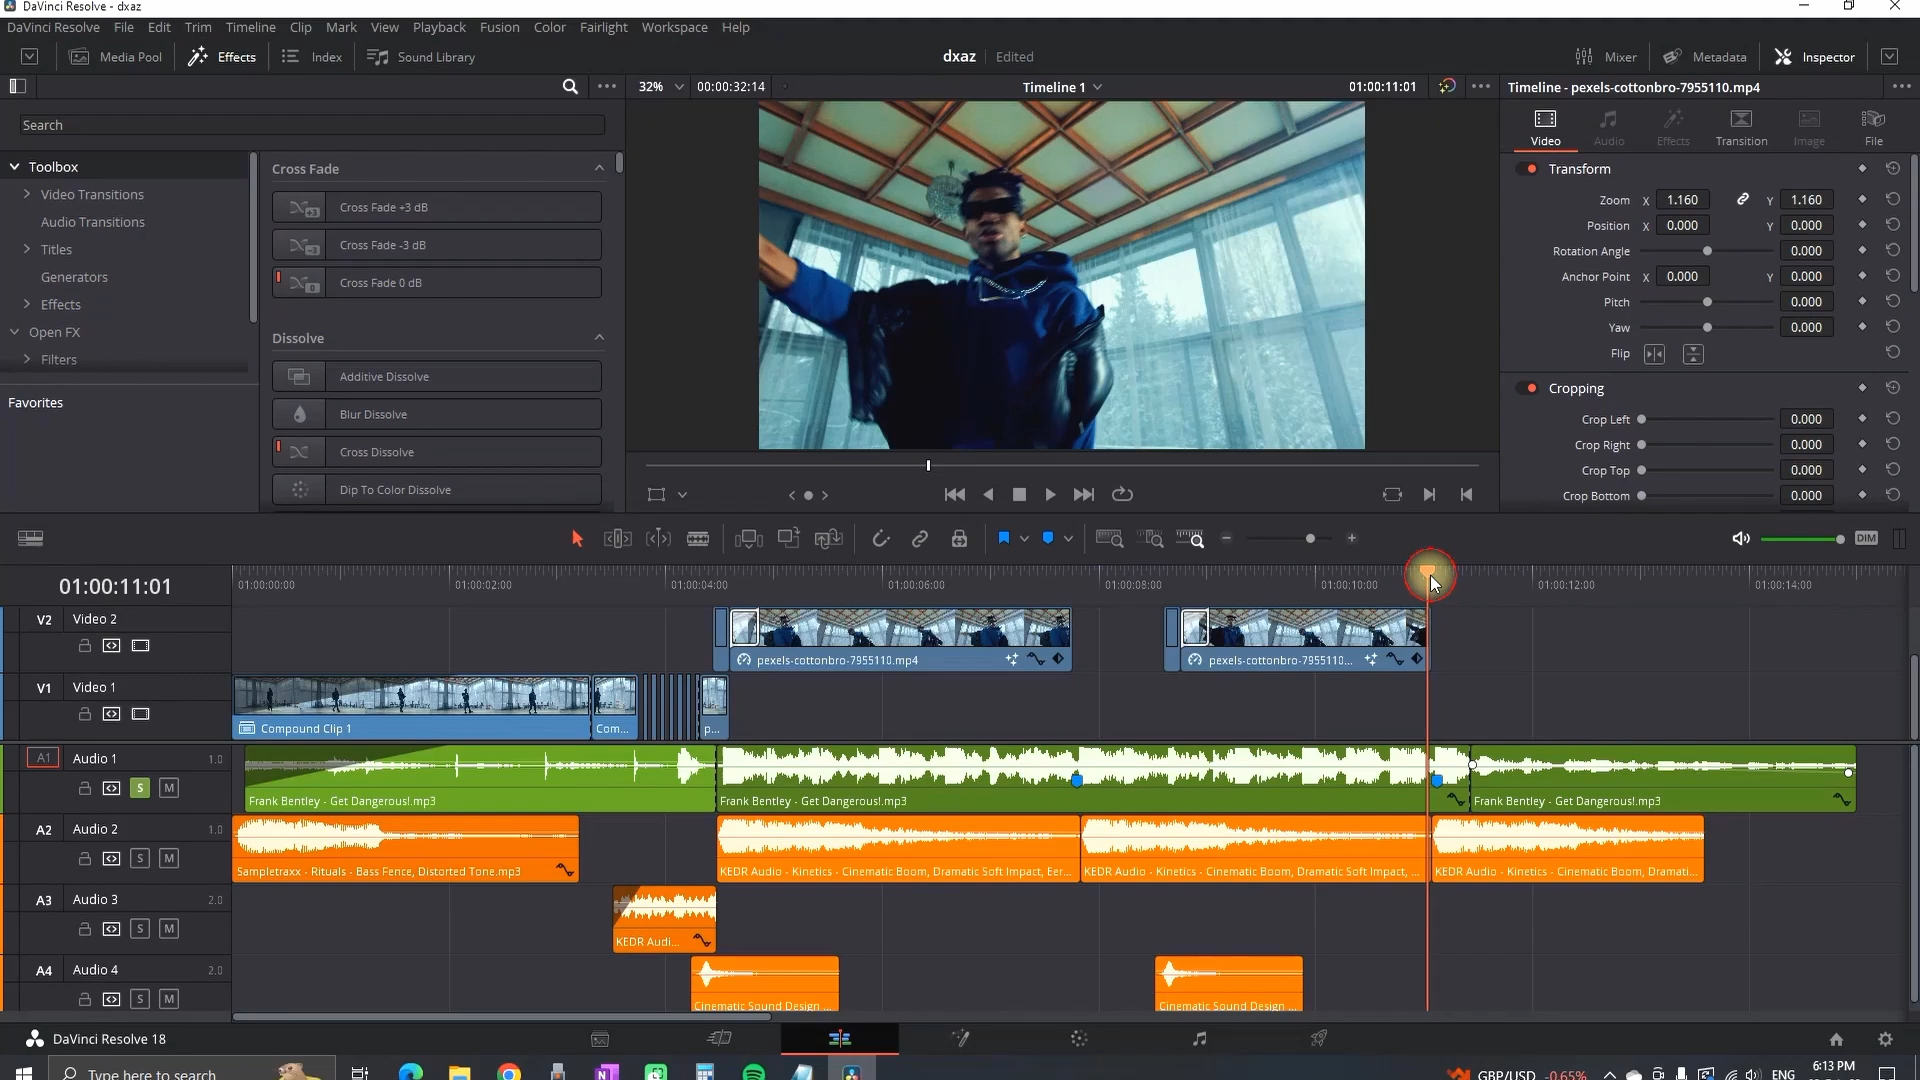 DaVinci Resolve - dxaz
DaVinci Resolve File Edit Trim Timeline Clip Mark View Playback Fusion Color Fairlight Workspace Help
Media Pool Effects Index Sound Library dxaz Edited Mixer Metadata Inspector
32% 00:00:32:14 Timeline 1 01:00:11:01 Timeline - pexels-cottonbro-7955110.mp4
Search
Video Audio Effects Transition Image File
Toolbox
Video Transitions
Audio Transitions
Titles
Generators
Effects
Open FX
Filters
Favorites
Cross Fade
Cross Fade +3 dB
Cross Fade -3 dB
Cross Fade 0 dB
Dissolve
Additive Dissolve
Blur Dissolve
Cross Dissolve
Dip To Color Dissolve
Transform
Zoom X 1.160 Y 1.160
Position X 0.000 Y 0.000
Rotation Angle 0.000
Anchor Point X 0.000 Y 0.000
Pitch 0.000
Yaw 0.000
Flip
Cropping
Crop Left 0.000
Crop Right 0.000
Crop Top 0.000
Crop Bottom 0.000
DIM
01:00:11:01 01:00:00:00 01:00:02:00 01:00:04:00 01:00:06:00 01:00:08:00 01:00:10:00 01:00:12:00 01:00:14:00
V2 Video 2
pexels-cottonbro-7955110.mp4 pexels-cottonbro-7955110...
V1 Video 1
Compound Clip 1 Com... p...
A1 Audio 1 1.0
S M
Frank Bentley - Get Dangerous!.mp3 Frank Bentley - Get Dangerous!.mp3 Frank Bentley - Get Dangerous!.mp3
A2 Audio 2 1.0
S M
Sampletraxx - Rituals - Bass Fence, Distorted Tone.mp3 KEDR Audio - Kinetics - Cinematic Boom, Dramatic Soft Impact, Eer... KEDR Audio - Kinetics - Cinematic Boom, Dramatic Soft Impact, ... KEDR Audio - Kinetics - Cinematic Boom, Dramati...
A3 Audio 3 2.0
S M
KEDR Audi...
A4 Audio 4 2.0
S M
Cinematic Sound Design ... Cinematic Sound Design ...
DaVinci Resolve 18
Type here to search GBP/USD -0.65% ENG 6:13 PM